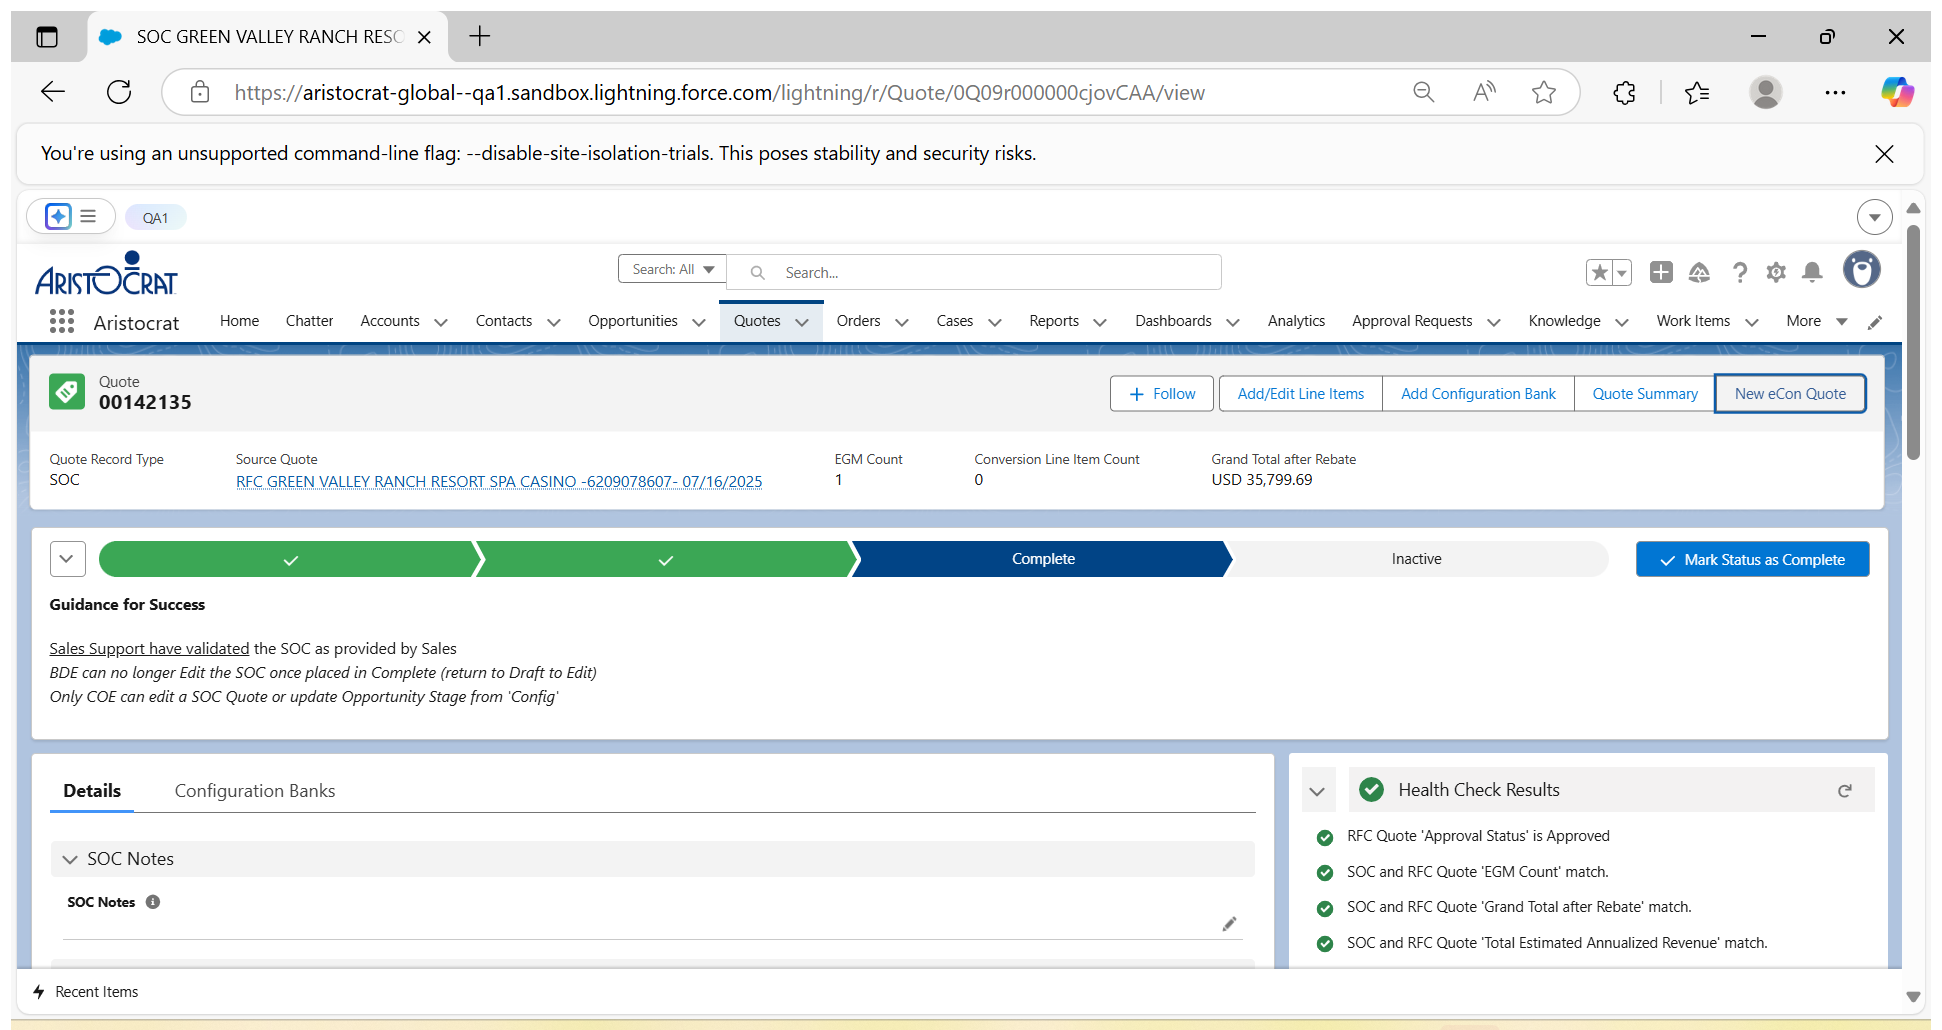 SOC GREEN VALLEY RANCH RESO
https://aristocrat-global--qa1.sandbox.lightning.force.com/lightning/r/Quote/0Q09r000000cjovCAA/view
You're using an unsupported command-line flag: --disable-site-isolation-trials. This poses stability and security risks.
QA1
ARISTOCRAT
Search: All
Search...
Aristocrat Home Chatter Accounts Contacts Opportunities Quotes Orders Cases Reports Dashboards Analytics Approval Requests Knowledge Work Items More
Quote
00142135
Follow Add/Edit Line Items Add Configuration Bank Quote Summary New eCon Quote
Quote Record Type Source Quote EGM Count Conversion Line Item Count Grand Total after Rebate
SOC RFC GREEN VALLEY RANCH RESORT SPA CASINO -6209078607- 07/16/2025 1 0 USD 35,799.69
Complete Inactive Mark Status as Complete
Guidance for Success
Sales Support have validated the SOC as provided by Sales
BDE can no longer Edit the SOC once placed in Complete (return to Draft to Edit)
Only COE can edit a SOC Quote or update Opportunity Stage from 'Config'
Details Configuration Banks
SOC Notes
SOC Notes
Health Check Results
RFC Quote 'Approval Status' is Approved
SOC and RFC Quote 'EGM Count' match.
SOC and RFC Quote 'Grand Total after Rebate' match.
SOC and RFC Quote 'Total Estimated Annualized Revenue' match.
Recent Items